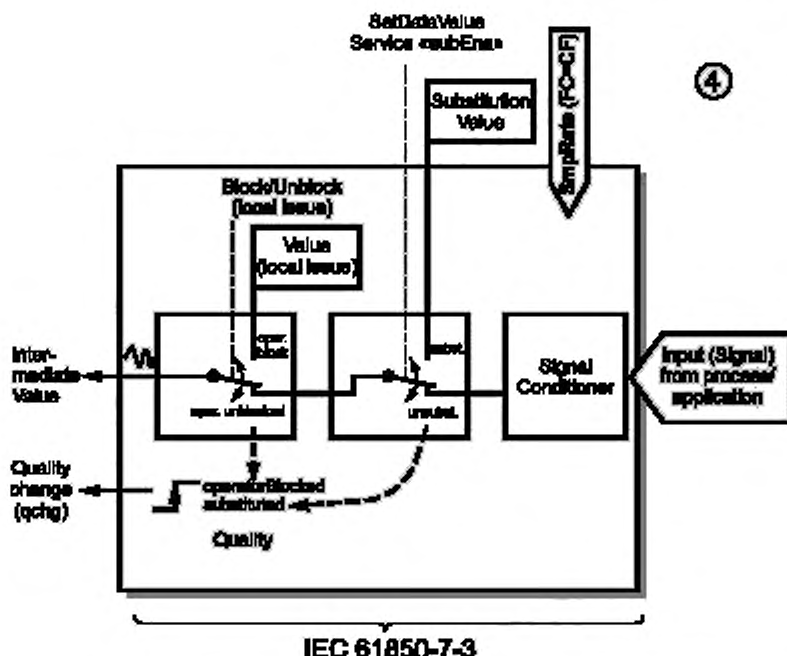 SetDataValue
Service «subEna»
4
Substitution
Value
SmpRate (FC=CF)
Block/Unblock
(local issue)
Value
(local issue)
oper.
block
subst.
Inter-
mediate
Value
oper. unblocked
unsubst.
Signal
Conditioner
Input (Signal)
from process/
application
Quality
change
(qchg)
operatorBlocked
substituted
Quality
IEC 61850-7-3